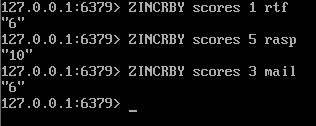 127.0.0.1:6379> ZINCRBY scores 1 rtf
"6"
127.0.0.1:6379> ZINCRBY scores 5 rasp
"10"
127.0.0.1:6379> ZINCRBY scores 3 mail
"6"
127.0.0.1:6379> _